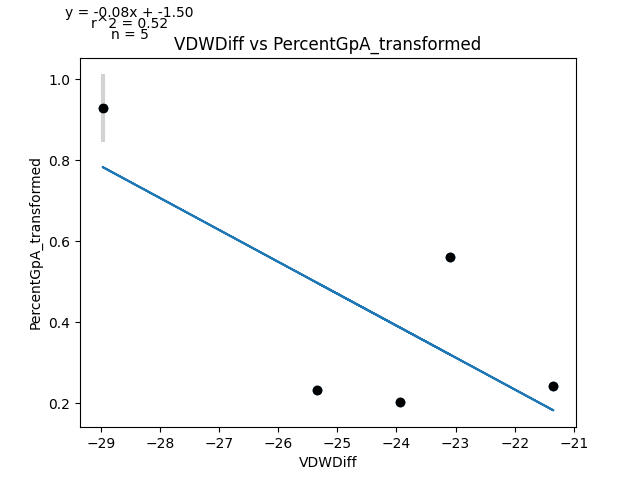 y = -0.08x + -1.50
r^2 = 0.52
n = 5
VDWDiff vs PercentGpA_transformed
PercentGpA_transformed
1.0
0.8
0.6
0.4
0.2
−29 −28 −27 −26 −25 −24 −23 −22 −21
VDWDiff